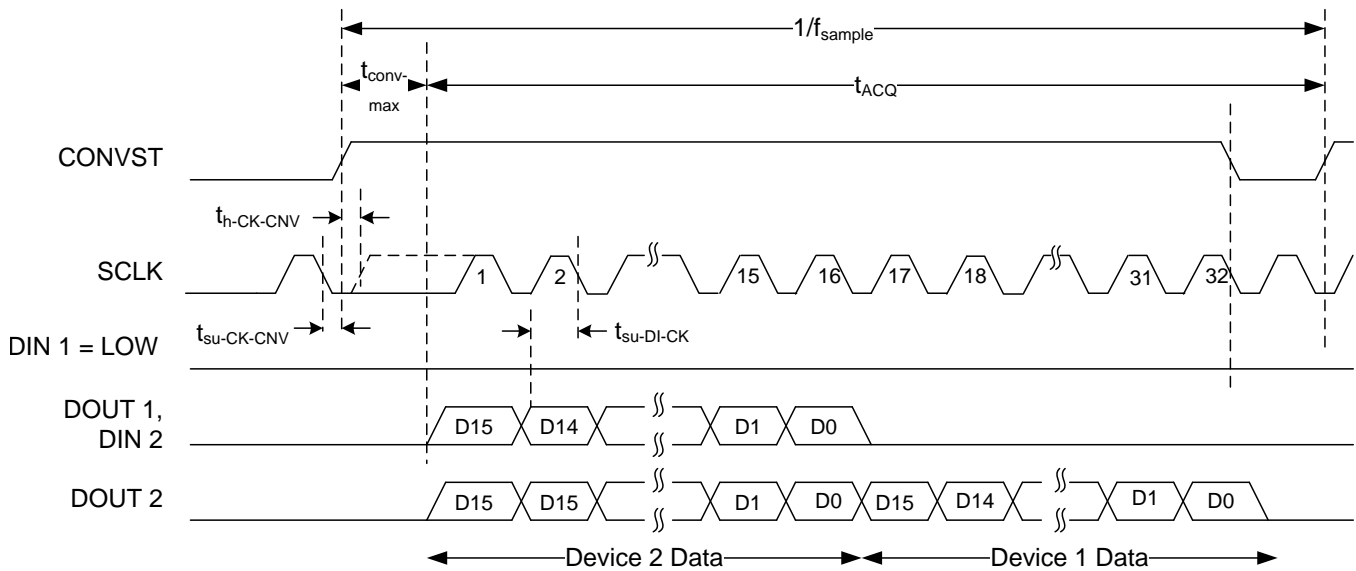 1/fsample
tconv-max
tACQ
CONVST
th-CK-CNV
SCLK
1 2 15 16 17 18 31 32
tsu-CK-CNV
tsu-DI-CK
DIN 1 = LOW
DOUT 1,
DIN 2
D15 D14 D1 D0
DOUT 2
D15 D15 D1 D0 D15 D14 D1 D0
Device 2 Data
Device 1 Data